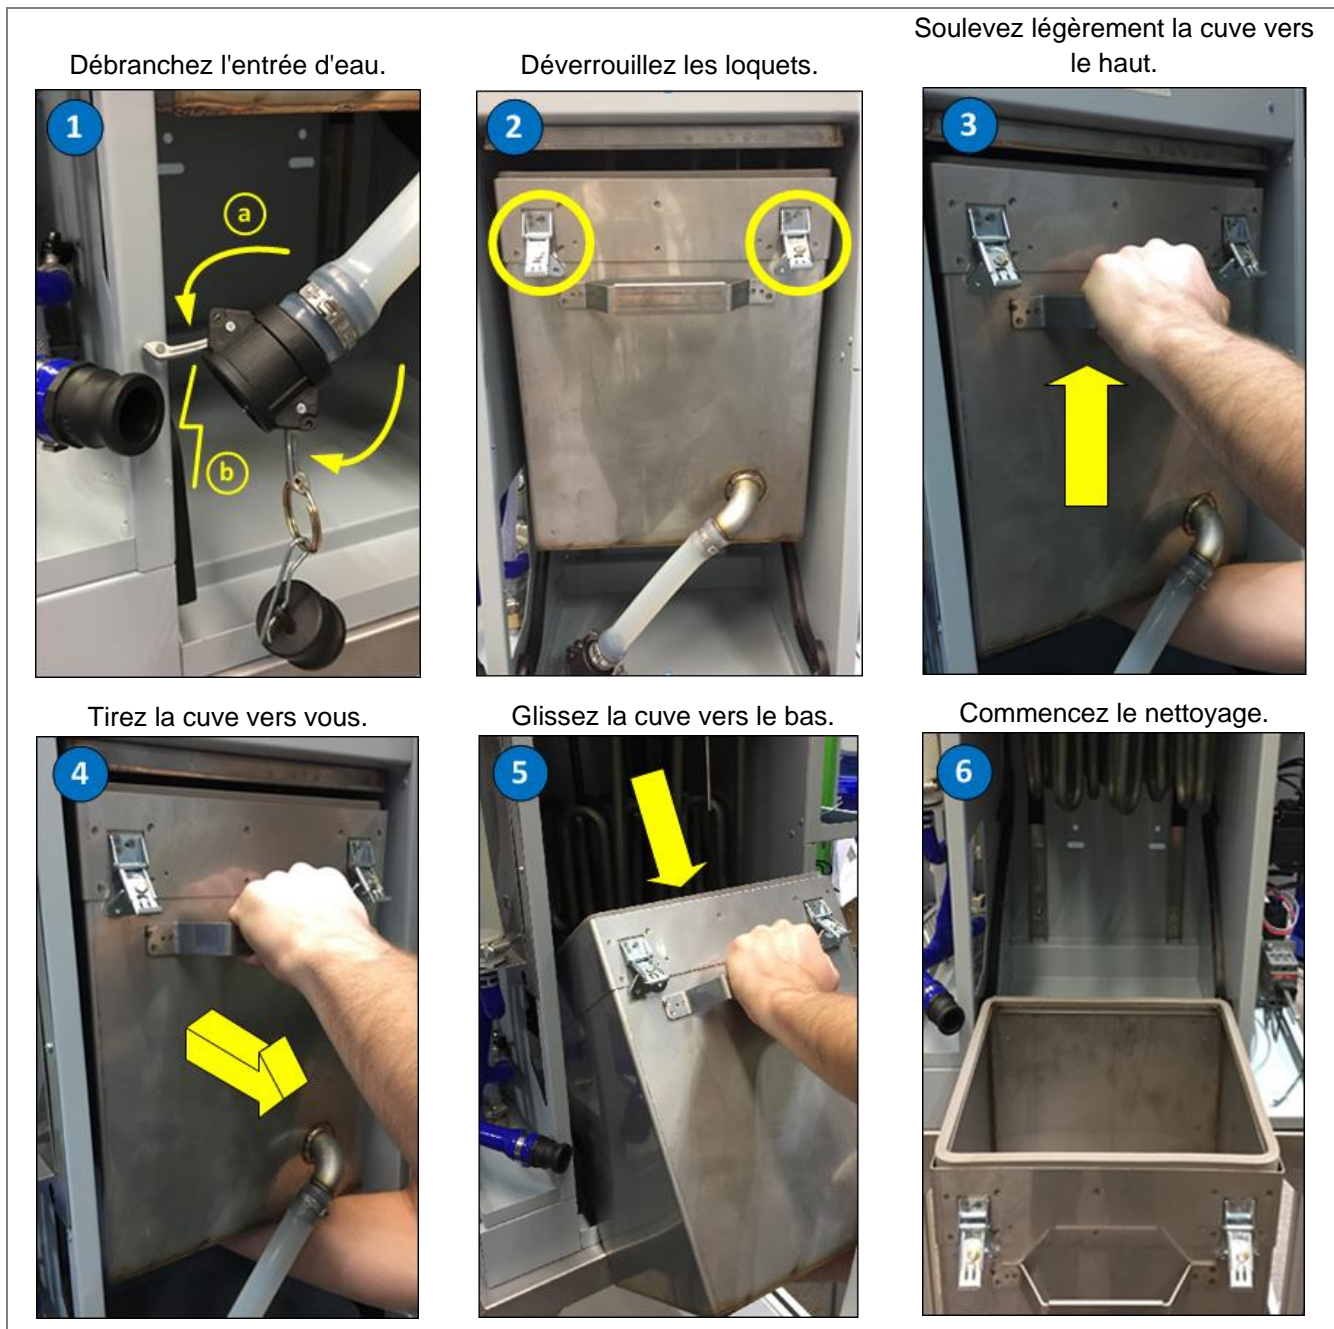 Débranchez l'entrée d'eau.
1
a
b
Déverrouillez les loquets.
2
Soulevez légèrement la cuve vers
le haut.
3
Tirez la cuve vers vous.
4
Glissez la cuve vers le bas.
5
Commencez le nettoyage.
6